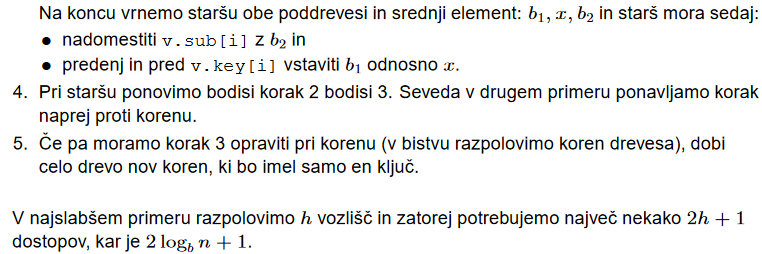 Na koncu vrnemo staršu obe poddrevesi in srednji element: b₁, x, b₂ in starš mora sedaj:
● nadomestiti v.sub[i] z b₂ in
● predenj in pred v.key[i] vstaviti b₁ odnosno x.
4. Pri staršu ponovimo bodisi korak 2 bodisi 3. Seveda v drugem primeru ponavljamo korak
naprej proti korenu.
5. Če pa moramo korak 3 opraviti pri korenu (v bistvu razpolovimo koren drevesa), dobi
celo drevo nov koren, ki bo imel samo en ključ.
V najslabšem primeru razpolovimo h vozlišč in zatorej potrebujemo največ nekako 2h + 1
dostopov, kar je 2 log_b n + 1.